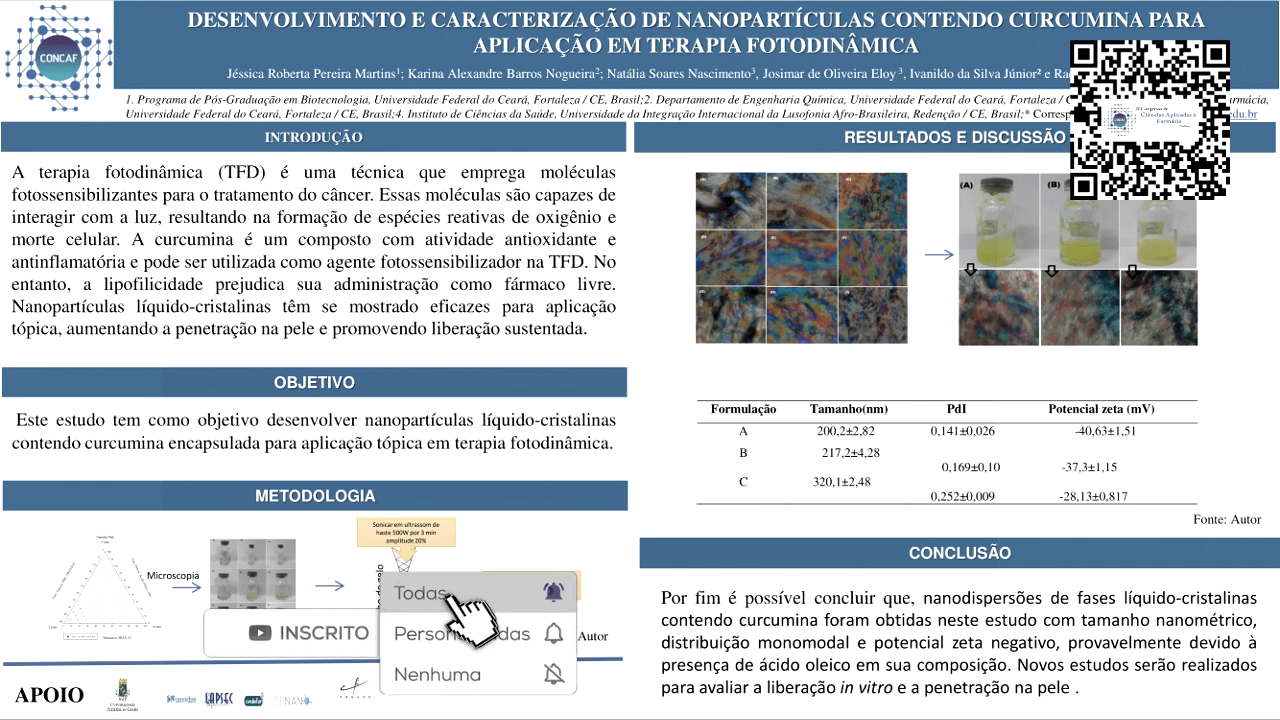 DESENVOLVIMENTO E CARACTERIZAÇÃO DE NANOPARTÍCULAS CONTENDO CURCUMINA PARA
APLICAÇÃO EM TERAPIA FOTODINÂMICA
CONCAF
Jéssica Roberta Pereira Martins¹; Karina Alexandre Barros Nogueira²; Natália Soares Nascimento³, Josimar de Oliveira Eloy ³, Ivanildo da Silva Júnior² e
1. Programa de Pós-Graduação em Biotecnologia, Universidade Federal do Ceará, Fortaleza / CE, Brasil;2. Departamento de Engenharia Química, Universidade Federal do Ceará, Fortaleza /
Universidade Federal do Ceará, Fortaleza / CE, Brasil;4. Instituto de Ciências da Saúde, Universidade da Integração Internacional da Lusofonia Afro-Brasileira, Redenção / CE, Brasil;*
INTRODUÇÃO
A terapia fotodinâmica (TFD) é uma técnica que emprega moléculas
fotossensibilizantes para o tratamento do câncer. Essas moléculas são capazes de
interagir com a luz, resultando na formação de espécies reativas de oxigênio e
morte celular. A curcumina é um composto com atividade antioxidante e
antinflamatória e pode ser utilizada como agente fotossensibilizador na TFD. No
entanto, a lipofilicidade prejudica sua administração como fármaco livre.
Nanopartículas líquido-cristalinas têm se mostrado eficazes para aplicação
tópica, aumentando a penetração na pele e promovendo liberação sustentada.
OBJETIVO
Este estudo tem como objetivo desenvolver nanopartículas líquido-cristalinas
contendo curcumina encapsulada para aplicação tópica em terapia fotodinâmica.
METODOLOGIA
Sonicar em ultrassom de
haste 500W por 3 min
amplitude 20%
Microscopia
Todas
INSCRITO
Nenhuma
Autor
APOIO
RESULTADOS E DISCUSSÃO
Ciências Aplicadas à
Farmácia
(A)
(B)
Formulação Tamanho(nm) PdI Potencial zeta (mV)
A 200,2±2,82 0,141±0,026 -40,63±1,51
B 217,2±4,28 0,169±0,10 -37,3±1,15
C 320,1±2,48 0,252±0,009 -28,13±0,817
Fonte: Autor
CONCLUSÃO
Por fim é possível concluir que, nanodispersões de fases líquido-cristalinas
contendo curcumina foram obtidas neste estudo com tamanho nanométrico,
distribuição monomodal e potencial zeta negativo, provavelmente devido à
presença de ácido oleico em sua composição. Novos estudos serão realizados
para avaliar a liberação in vitro e a penetração na pele .